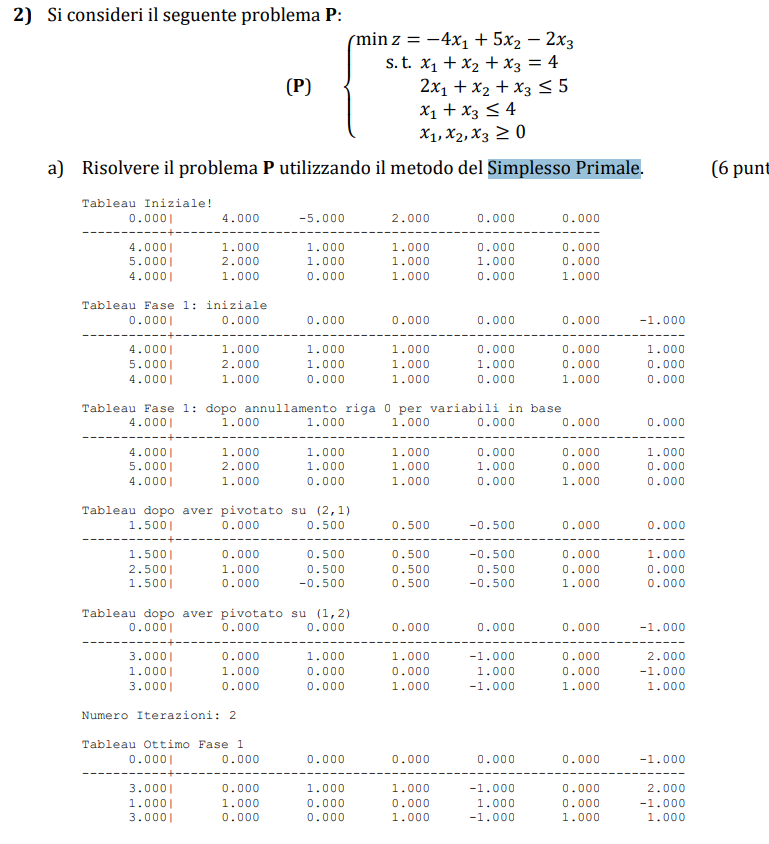 2) Si consideri il seguente problema P:
min z = −4x₁ + 5x₂ − 2x₃
s.t. x₁ + x₂ + x₃ = 4
(P)
2x₁ + x₂ + x₃ ≤ 5
x₁ + x₃ ≤ 4
x₁, x₂, x₃ ≥ 0
a) Risolvere il problema P utilizzando il metodo del Simplesso Primale. (6 punt
Tableau Iniziale!
0.000| 4.000 -5.000 2.000 0.000 0.000
4.000| 1.000 1.000 1.000 0.000 0.000
5.000| 2.000 1.000 1.000 1.000 0.000
4.000| 1.000 0.000 1.000 0.000 1.000
Tableau Fase 1: iniziale
0.000| 0.000 0.000 0.000 0.000 0.000 -1.000
4.000| 1.000 1.000 1.000 0.000 0.000 1.000
5.000| 2.000 1.000 1.000 1.000 0.000 0.000
4.000| 1.000 0.000 1.000 0.000 1.000 0.000
Tableau Fase 1: dopo annullamento riga 0 per variabili in base
4.000| 1.000 1.000 1.000 0.000 0.000 0.000
4.000| 1.000 1.000 1.000 0.000 0.000 1.000
5.000| 2.000 1.000 1.000 1.000 0.000 0.000
4.000| 1.000 0.000 1.000 0.000 1.000 0.000
Tableau dopo aver pivotato su (2,1)
1.500| 0.000 0.500 0.500 -0.500 0.000 0.000
1.500| 0.000 0.500 0.500 -0.500 0.000 1.000
2.500| 1.000 0.500 0.500 0.500 0.000 0.000
1.500| 0.000 -0.500 0.500 -0.500 1.000 0.000
Tableau dopo aver pivotato su (1,2)
0.000| 0.000 0.000 0.000 0.000 0.000 -1.000
3.000| 0.000 1.000 1.000 -1.000 0.000 2.000
1.000| 1.000 0.000 0.000 1.000 0.000 -1.000
3.000| 0.000 0.000 1.000 -1.000 1.000 1.000
Numero Iterazioni: 2
Tableau Ottimo Fase 1
0.000| 0.000 0.000 0.000 0.000 0.000 -1.000
3.000| 0.000 1.000 1.000 -1.000 0.000 2.000
1.000| 1.000 0.000 0.000 1.000 0.000 -1.000
3.000| 0.000 0.000 1.000 -1.000 1.000 1.000